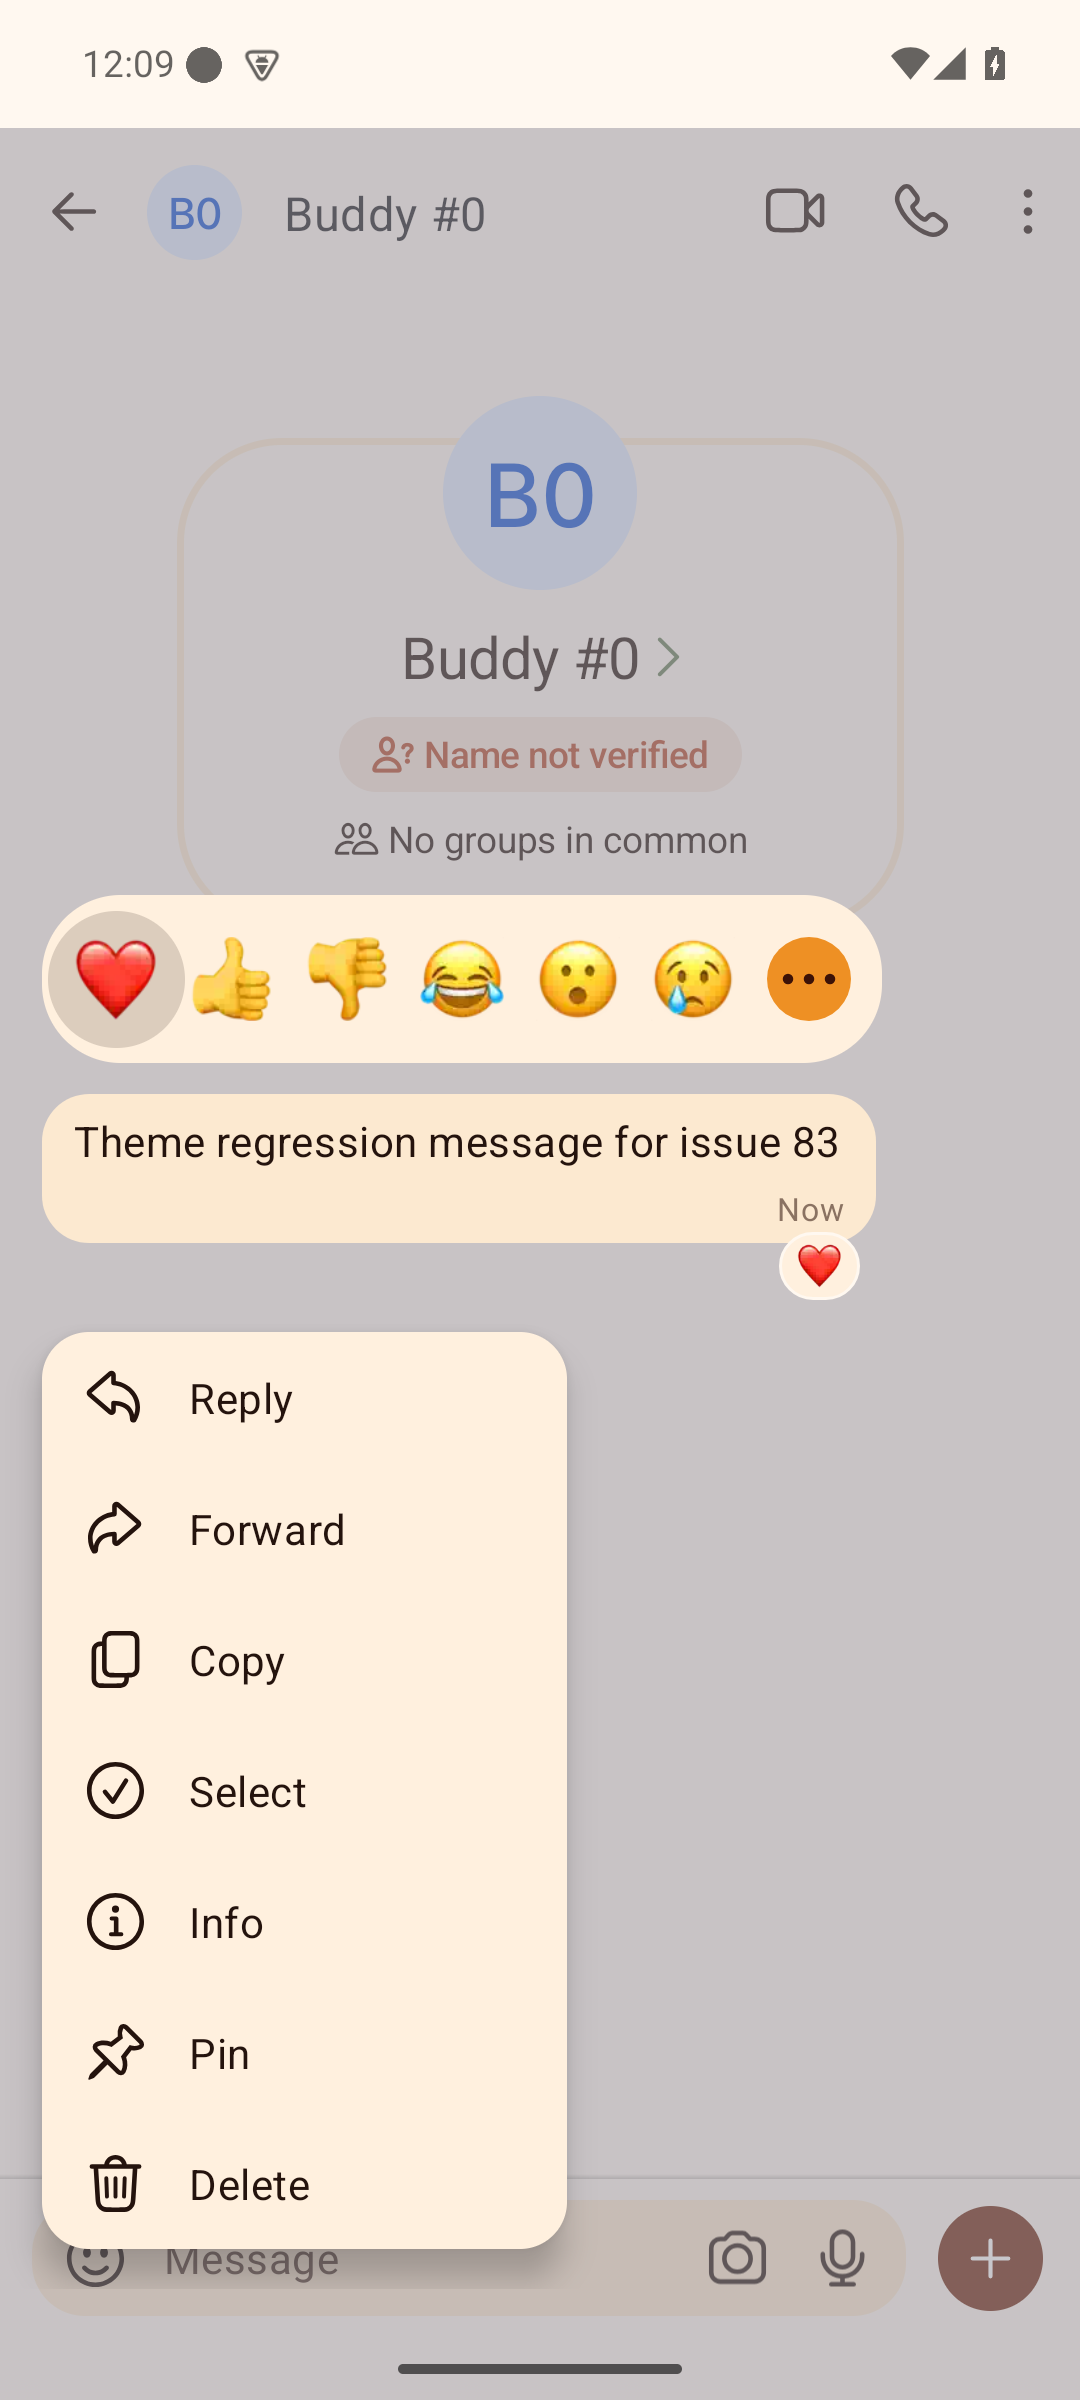 12:09
B0 Buddy #0
B0
Buddy #0
Name not verified
No groups in common
Theme regression message for issue 83
Now
Reply
Forward
Copy
Select
Info
Pin
Delete
Message